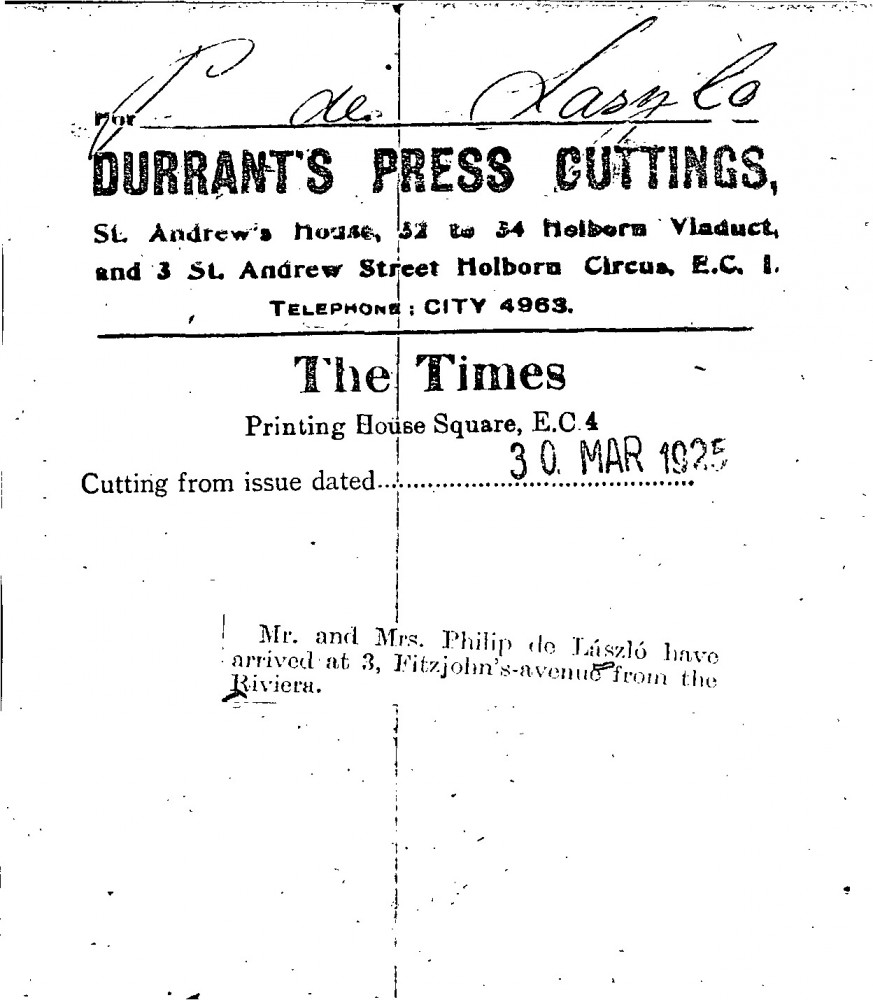 For P de Laszlo
DURRANT'S PRESS CUTTINGS,
St. Andrew's House, 32 to 34 Holborn Viaduct,
and 3 St. Andrew Street Holborn Circus, E.C. 1.
TELEPHONE: CITY 4963.
The Times
Printing House Square, E.C.4
Cutting from issue dated 30 MAR 1925
Mr. and Mrs. Philip de László have
arrived at 3, Fitzjohn's-avenue from the
Riviera.